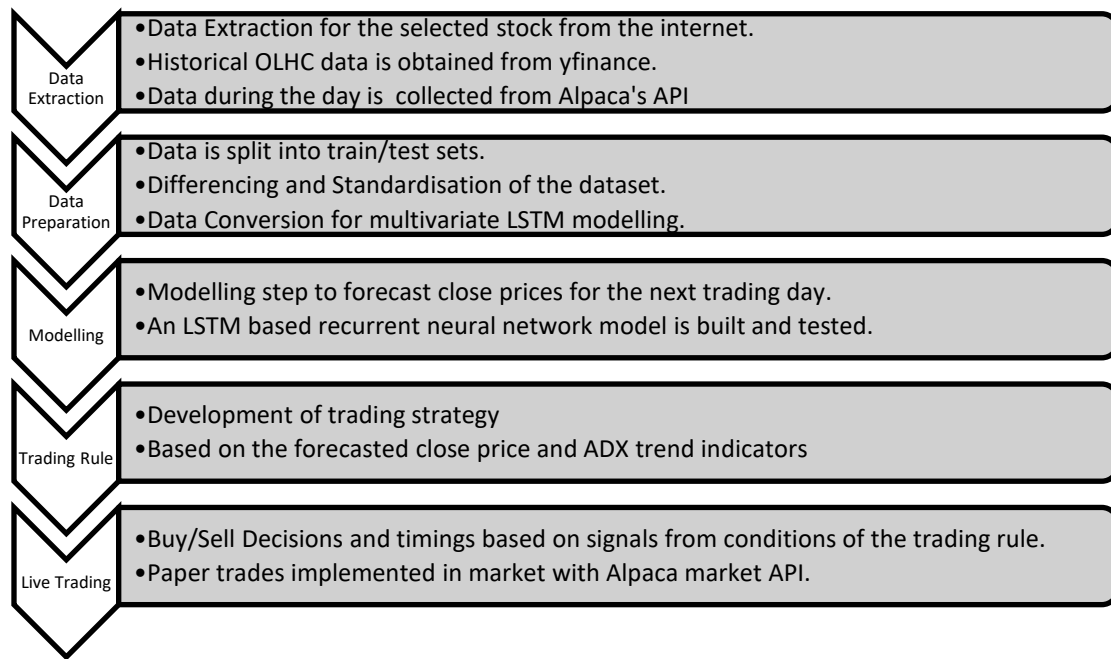 Data
Extraction
•Data Extraction for the selected stock from the internet.
•Historical OLHC data is obtained from yfinance.
•Data during the day is  collected from Alpaca's API
Data
Preparation
•Data is split into train/test sets.
•Differencing and Standardisation of the dataset.
•Data Conversion for multivariate LSTM modelling.
Modelling
•Modelling step to forecast close prices for the next trading day.
•An LSTM based recurrent neural network model is built and tested.
Trading Rule
•Development of trading strategy
•Based on the forecasted close price and ADX trend indicators
Live Trading
•Buy/Sell Decisions and timings based on signals from conditions of the trading rule.
•Paper trades implemented in market with Alpaca market API.